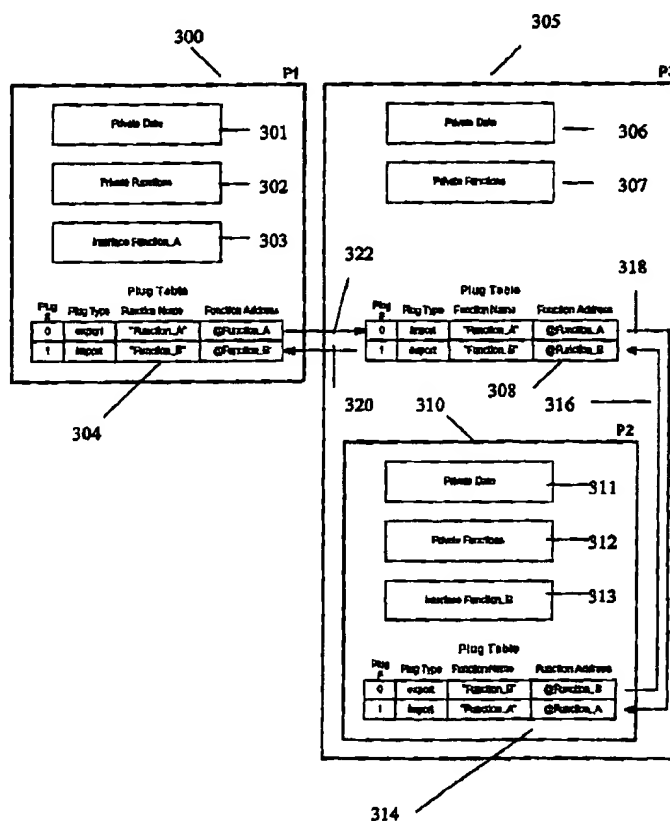 300
305
P1
P3
Private Data
301
Private Functions
302
Interface Function_A
303
Plug Table
Plug # Plug Type Function Name Function Address
0 export "Function_A" @Function_A
1 import "Function_B" @Function_B
304
322
320
Private Data
306
Private Functions
307
Plug Table
318
Plug # Plug Type Function Name Function Address
0 import "Function_A" @Function_A
1 export "Function_B" @Function_B
308
310
316
P2
Private Data
311
Private Functions
312
Interface Function_B
313
Plug Table
Plug # Plug Type Function Name Function Address
0 export "Function_B" @Function_B
1 import "Function_A" @Function_A
314